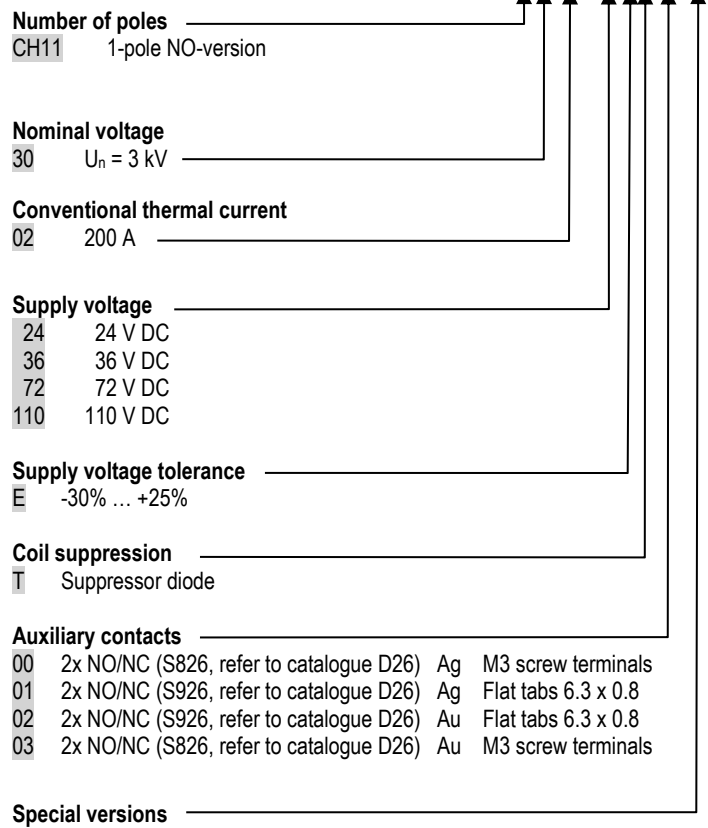 Number of poles
CH11 1-pole NO-version
Nominal voltage
30 Un = 3 kV
Conventional thermal current
02 200 A
Supply voltage
24 24 V DC
36 36 V DC
72 72 V DC
110 110 V DC
Supply voltage tolerance
E -30% … +25%
Coil suppression
T Suppressor diode
Auxiliary contacts
00 2x NO/NC (S826, refer to catalogue D26) Ag M3 screw terminals
01 2x NO/NC (S926, refer to catalogue D26) Ag Flat tabs 6.3 x 0.8
02 2x NO/NC (S926, refer to catalogue D26) Au Flat tabs 6.3 x 0.8
03 2x NO/NC (S826, refer to catalogue D26) Au M3 screw terminals
Special versions